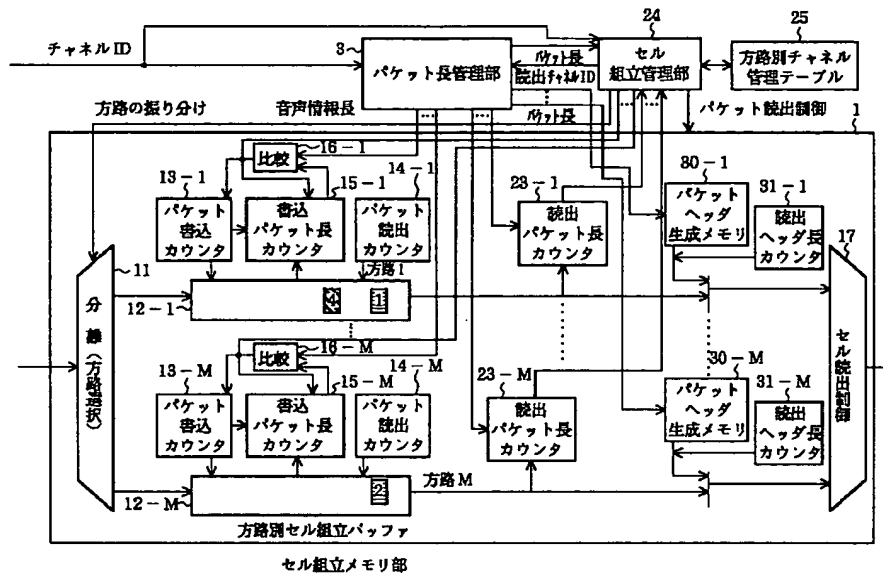 24
25
チャネルID
3
パケット長管理部
パケット長
読出チャネルID
パケット長
セル
組立管理部
方路別チャネル
管理テーブル
方路の振り分け
音声情報長
パケット読出制御
1
比較
16-1
13-1
パケット
書込
カウンタ
15-1
書込
パケット長
カウンタ
14-1
パケット
読出
カウンタ
23-1
読出
パケット長
カウンタ
30-1
パケット
ヘッダ
生成メモリ
31-1
読出
ヘッダ長
カウンタ
17
11
分離(方路選択)
方路1
12-1
4
1
比較
16-M
13-M
パケット
書込
カウンタ
15-M
書込
パケット長
カウンタ
14-M
パケット
読出
カウンタ
23-M
読出
パケット長
カウンタ
30-M
パケット
ヘッダ
生成メモリ
31-M
読出
ヘッダ長
カウンタ
セル読出制御
12-M
2
方路M
方路別セル組立バッファ
セル組立メモリ部